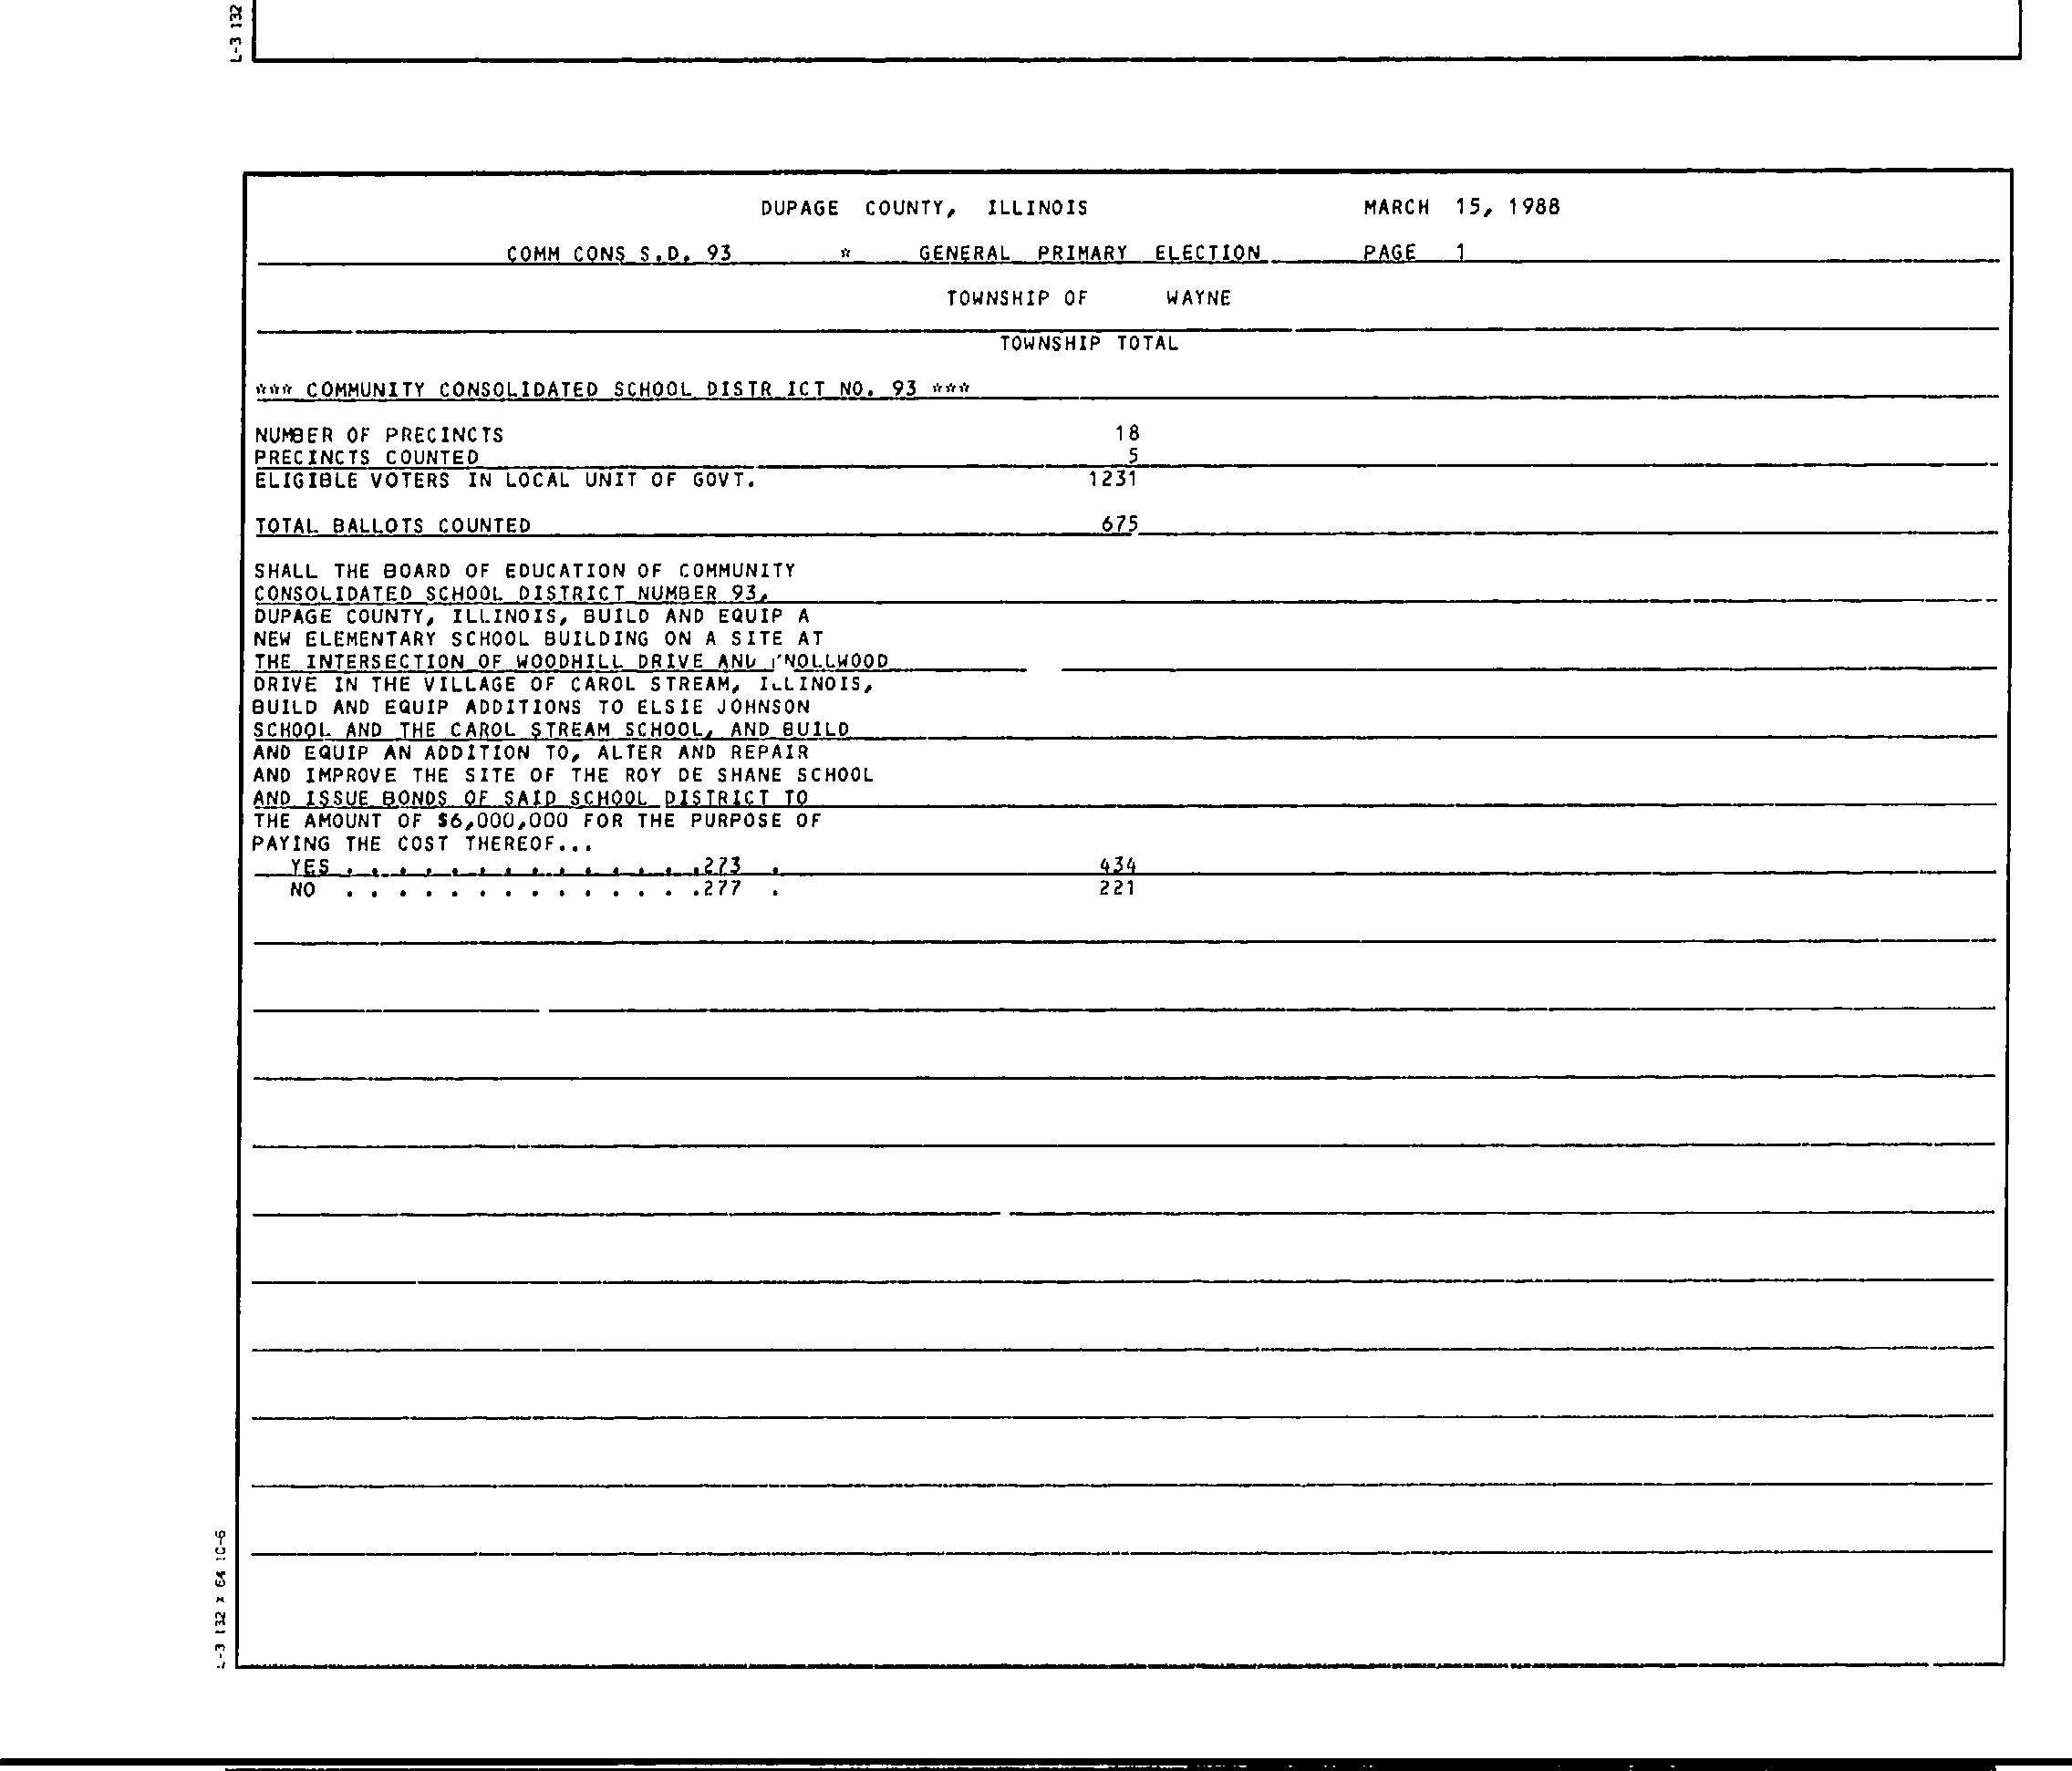 L-3 132
DUPAGE COUNTY, ILLINOIS MARCH 15, 1988
COMM CONS S.D. 93 * GENERAL PRIMARY ELECTION PAGE 1
TOWNSHIP OF WAYNE
TOWNSHIP TOTAL
*** COMMUNITY CONSOLIDATED SCHOOL DISTR ICT NO. 93 ***
NUMBER OF PRECINCTS 18
PRECINCTS COUNTED 5
ELIGIBLE VOTERS IN LOCAL UNIT OF GOVT. 1231
TOTAL BALLOTS COUNTED 675
SHALL THE BOARD OF EDUCATION OF COMMUNITY
CONSOLIDATED SCHOOL DISTRICT NUMBER 93,
DUPAGE COUNTY, ILLINOIS, BUILD AND EQUIP A
NEW ELEMENTARY SCHOOL BUILDING ON A SITE AT
THE INTERSECTION OF WOODHILL DRIVE AND
DRIVE IN THE VILLAGE OF CAROL STREAM, ILLINOIS,
BUILD AND EQUIP ADDITIONS TO ELSIE JOHNSON
SCHOOL AND THE CAROL STREAM SCHOOL, AND BUILD
AND EQUIP AN ADDITION TO, ALTER AND REPAIR
AND IMPROVE THE SITE OF THE ROY DE SHANE SCHOOL
AND ISSUE BONDS OF SAID SCHOOL DISTRICT TO
THE AMOUNT OF $6,000,000 FOR THE PURPOSE OF
PAYING THE COST THEREOF...
YES . . . . . . . . . . . . . .273 . 434
NO . . . . . . . . . . . . . .277 . 221
L-3 132 x 64 10-6